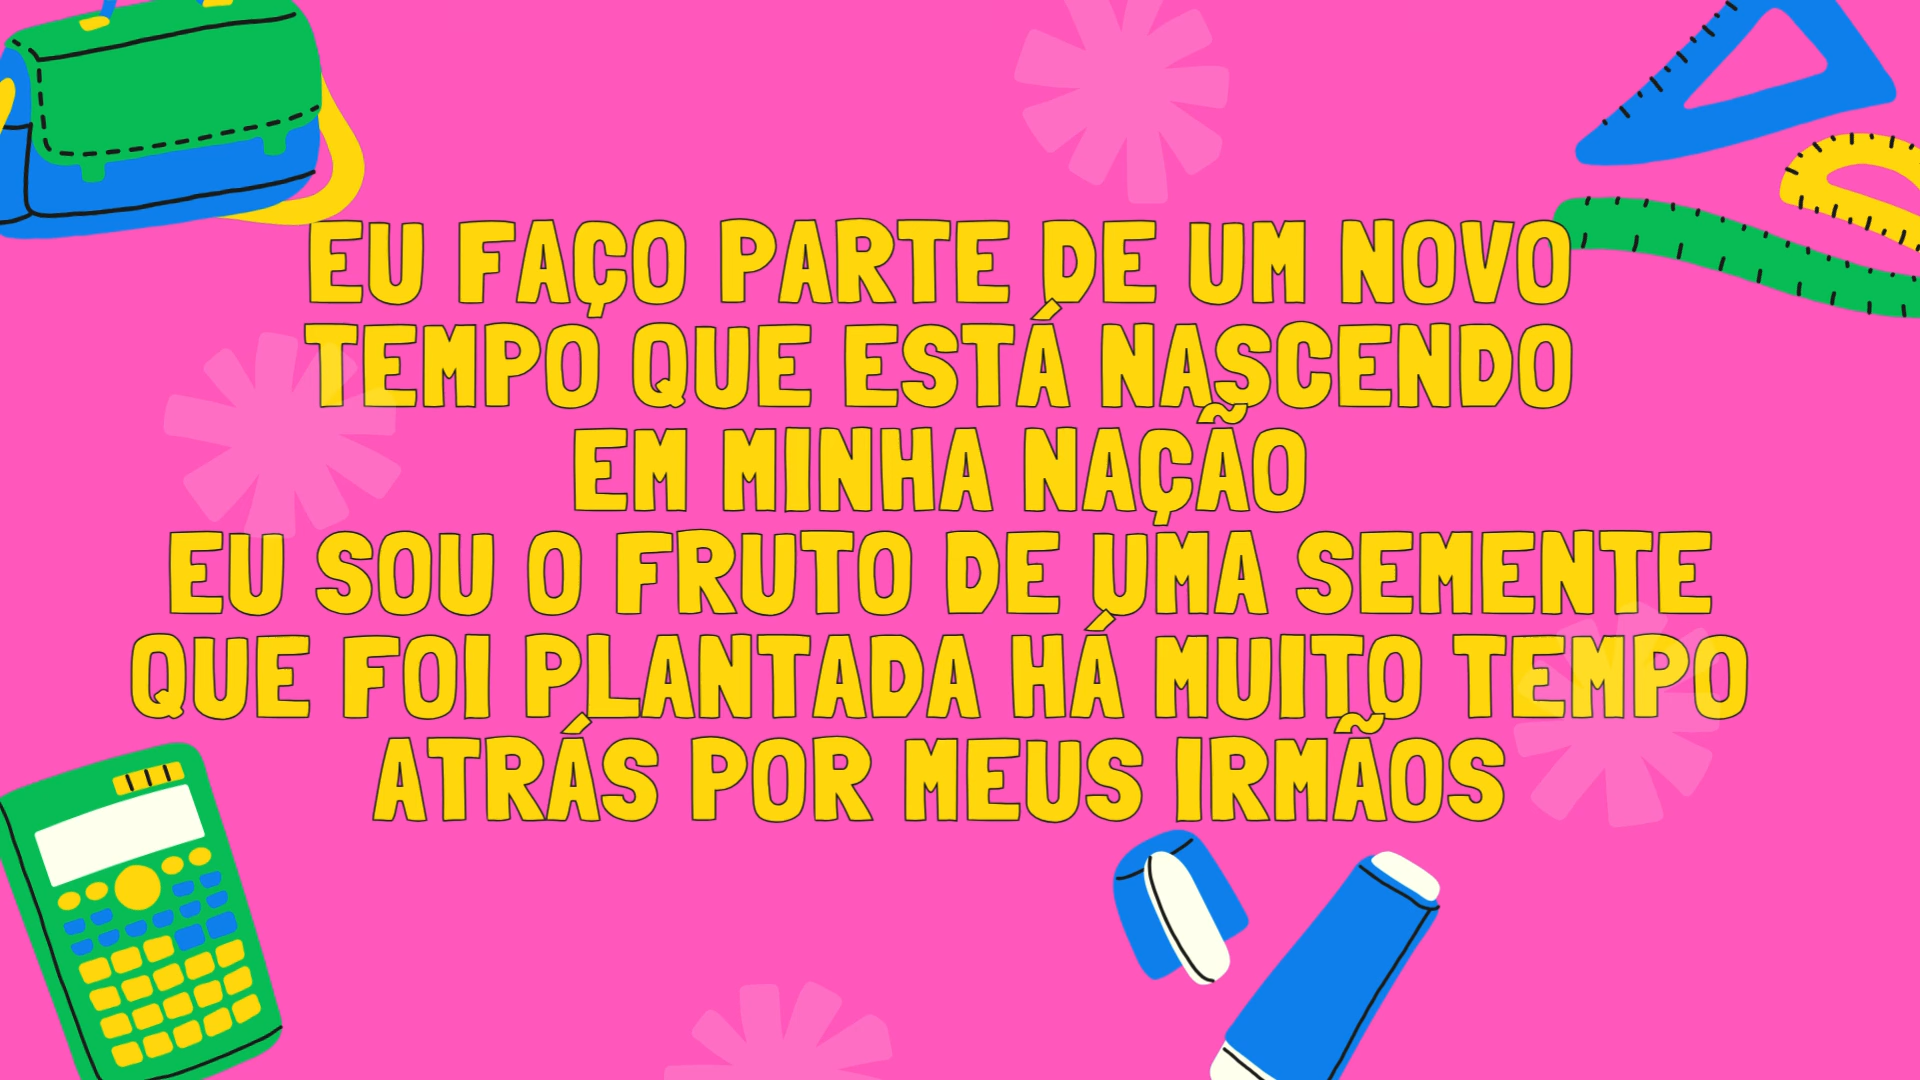 EU FAÇO PARTE DE UM NOVO
TEMPO QUE ESTÁ NASCENDO
EM MINHA NAÇÃO
EU SOU O FRUTO DE UMA SEMENTE
QUE FOI PLANTADA HÁ MUITO TEMPO
ATRÁS POR MEUS IRMÃOS